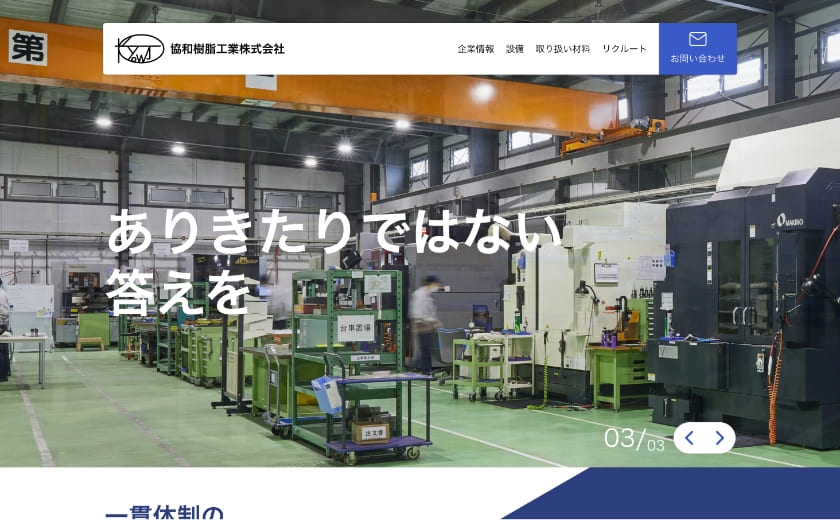 第
KYOWJ
協和樹脂工業株式会社
企業情報 設備 取り扱い材料 リクルート
お問い合わせ
MAKINO
ありきたりではない
答えを
台車置場
注文書
03/03
一貫体制の